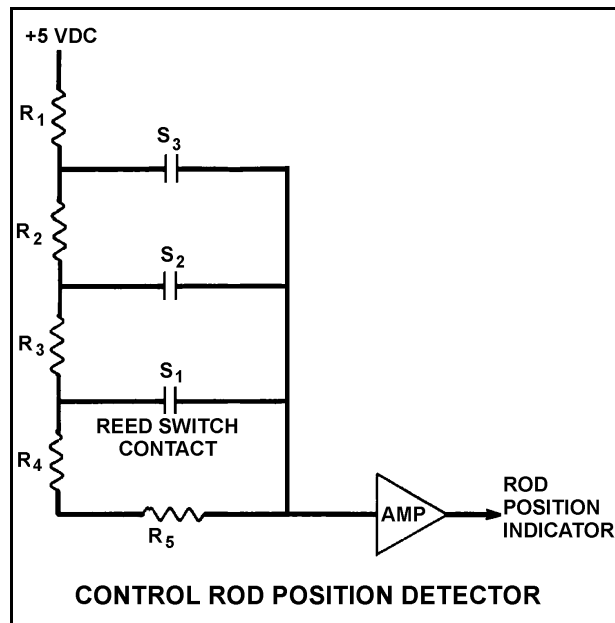 +5 VDC
R1
S3
R2
S2
R3
S1
REED SWITCH
CONTACT
R4
R5
AMP
ROD
POSITION
INDICATOR
CONTROL ROD POSITION DETECTOR